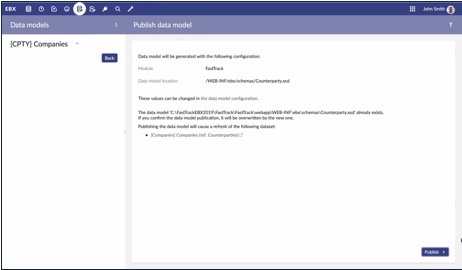 EBX
John Smith
Data models
Publish data model
?
[CPTY] Companies
Back
Data model will be generated with the following configuration:
Module FastTrack
Data model location /WEB-INF/ebx/schemas/Counterparty.xsd
These values can be changed in the data model configuration.
The data model 'C:\FastTrackEBX2019\FastTrack\FastTrack\webapp\WEB-INF\ebx\schemas\Counterparty.xsd' already exists.
If you confirm the data model publication, it will be overwritten by the new one.
Publishing the data model will cause a refresh of the following dataset:
• [Companies] Companies (ref. Counterparties)
Publish